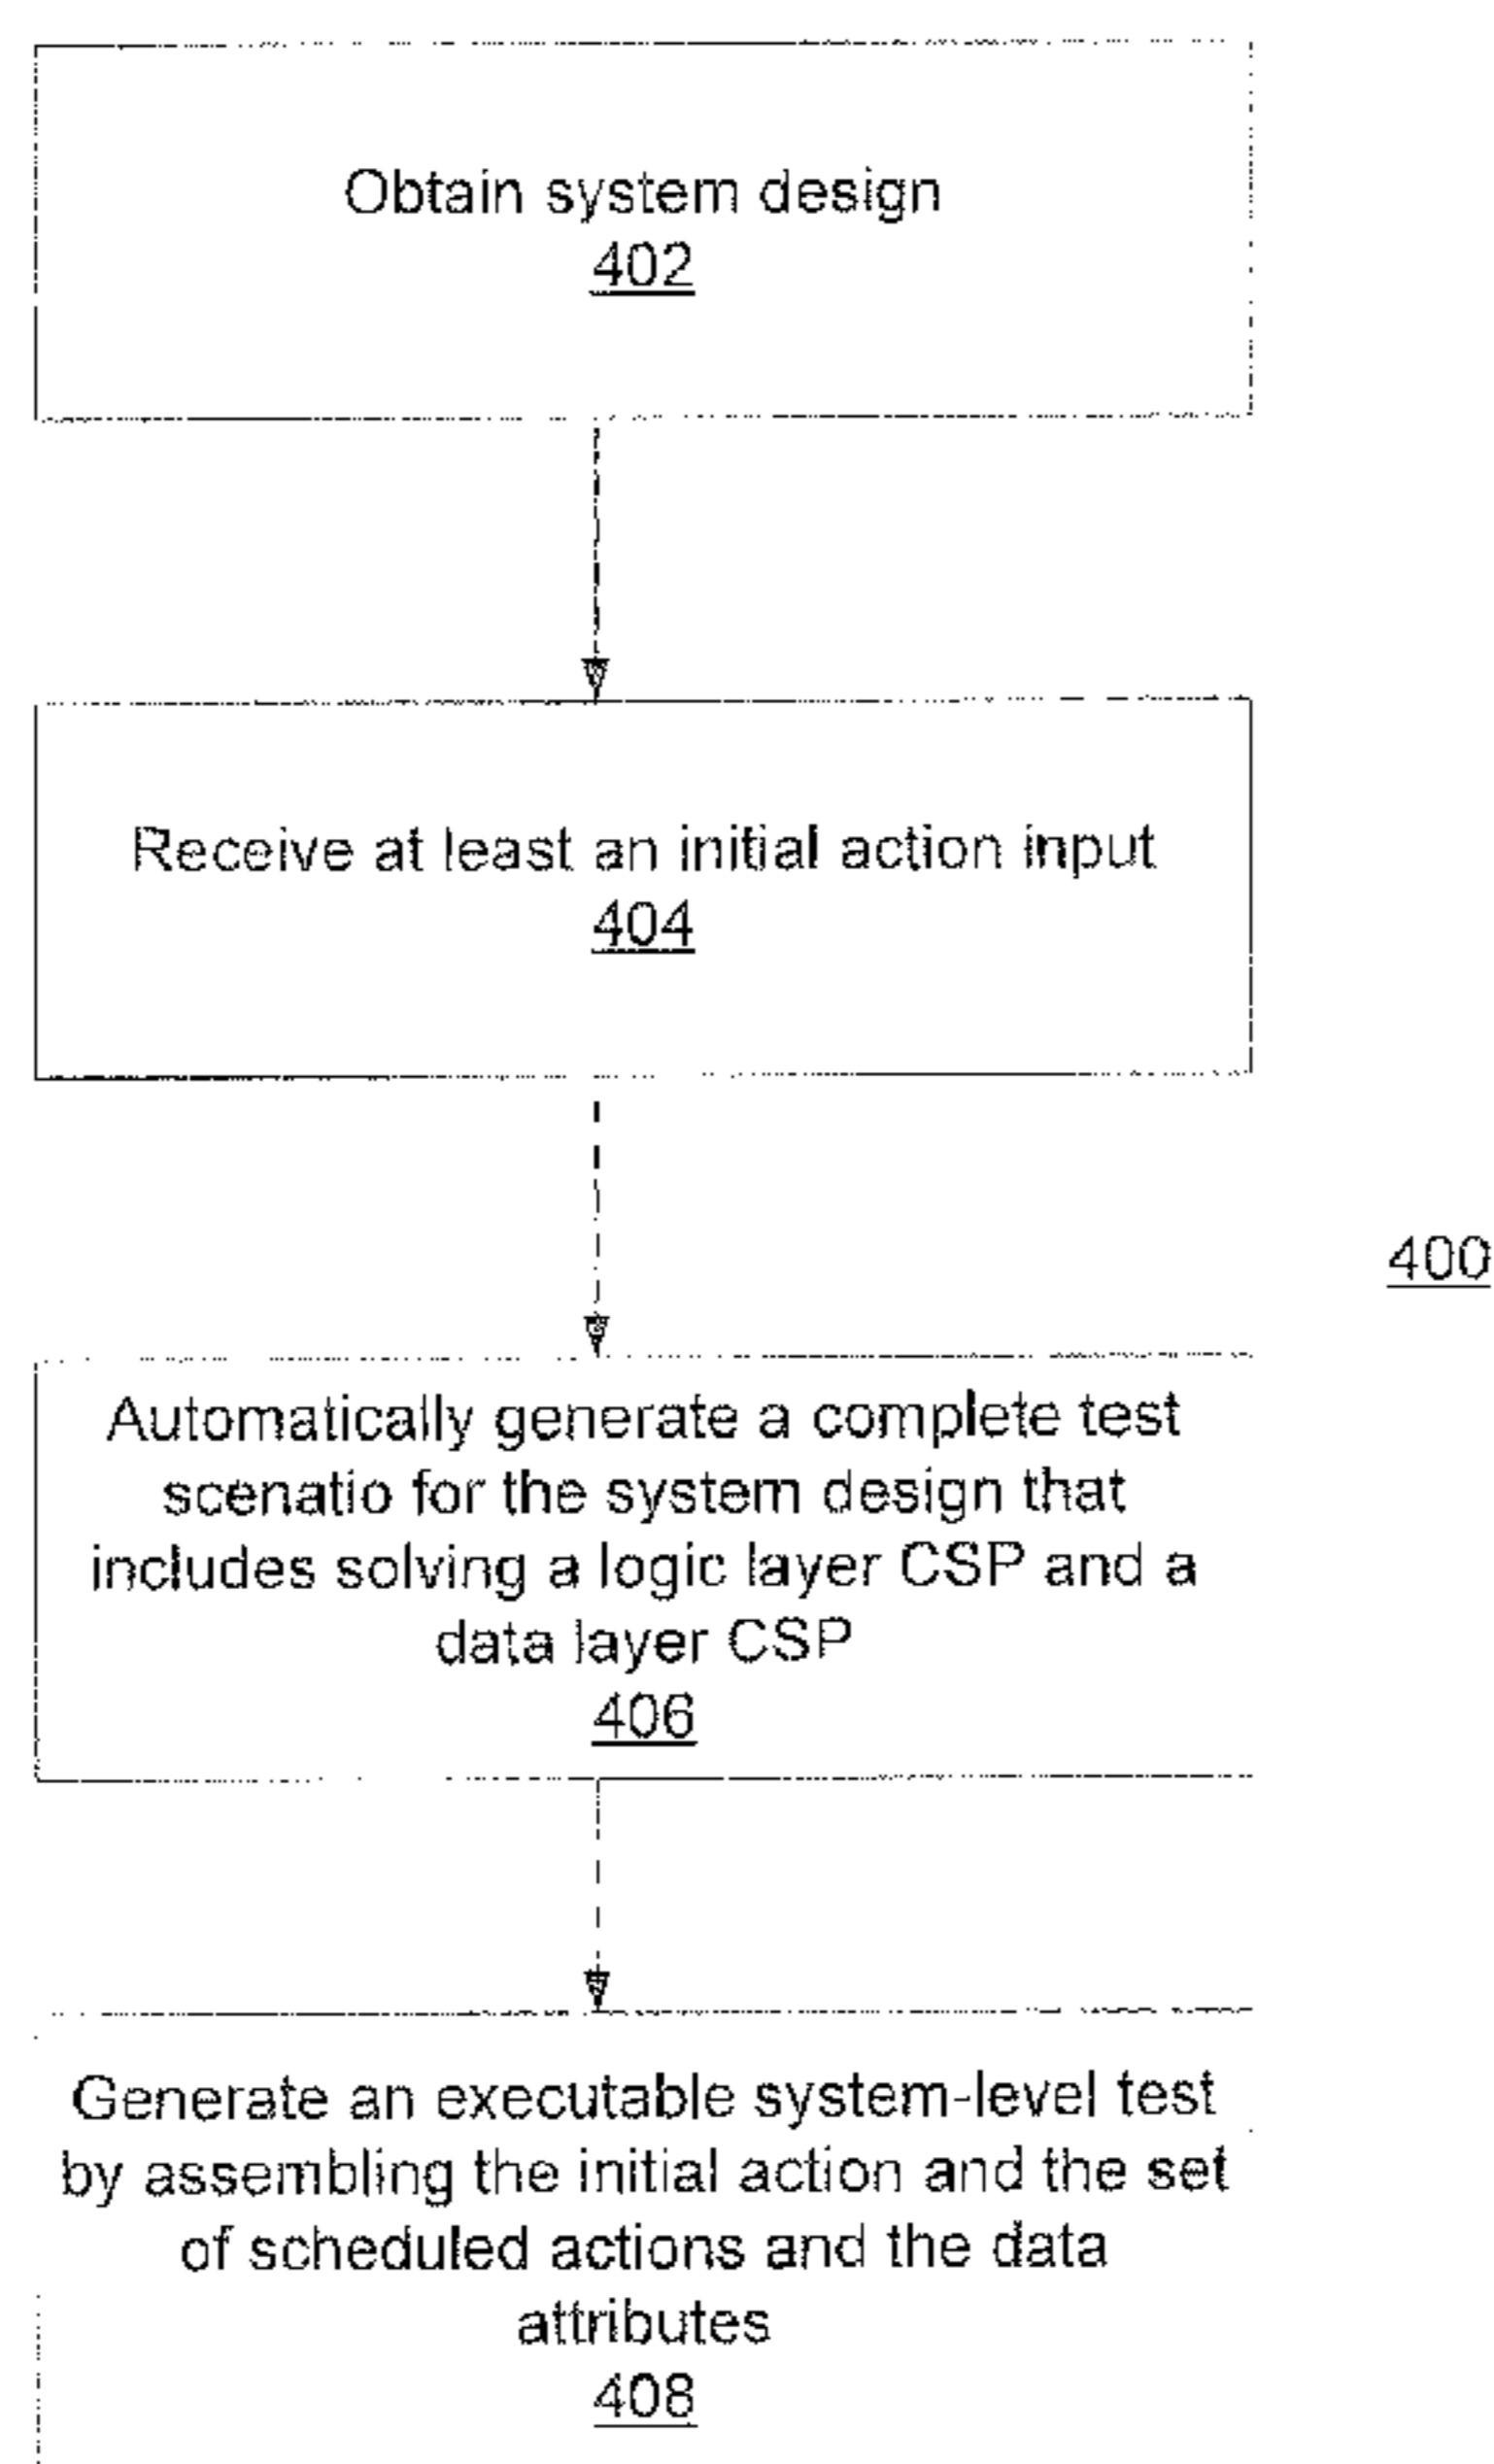 Obtain system design
402
Receive at least an initial action input
404
400
Automatically generate a complete test
scenatio for the system design that
includes solving a logic layer CSP and a
data layer CSP
406
Generate an executable system-level test
by assembling the initial action and the set
of scheduled actions and the data
attributes
408